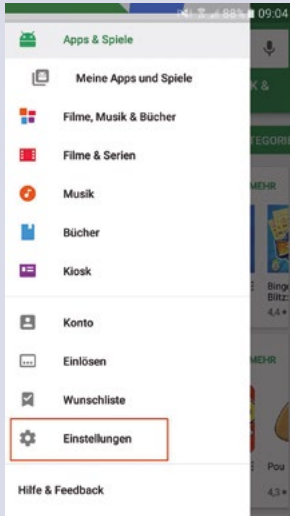 88% 09:04
Apps & Spiele
Meine Apps und Spiele
K &
Filme, Musik & Bücher
TEGORI
Filme & Serien
MEHR
Musik
Bücher
Bingo
Blitz:
Kiosk
4,4
Konto
Einlösen
MEHR
Wunschliste
Einstellungen
Pou
Hilfe & Feedback
4,3